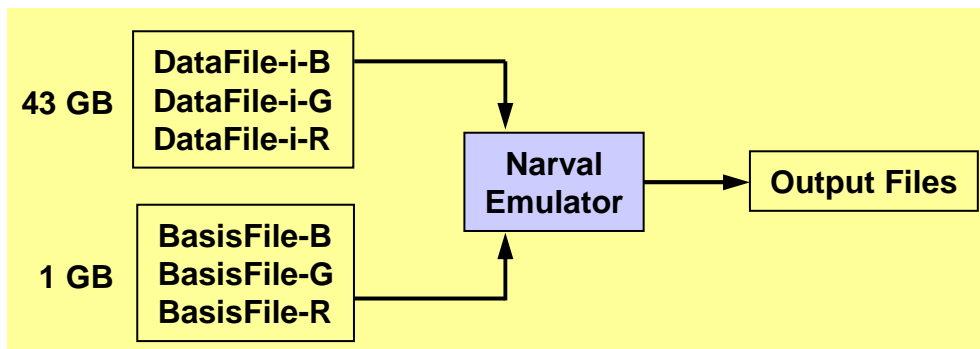 43 GB
DataFile-i-B
DataFile-i-G
DataFile-i-R
1 GB
BasisFile-B
BasisFile-G
BasisFile-R
Narval
Emulator
Output Files